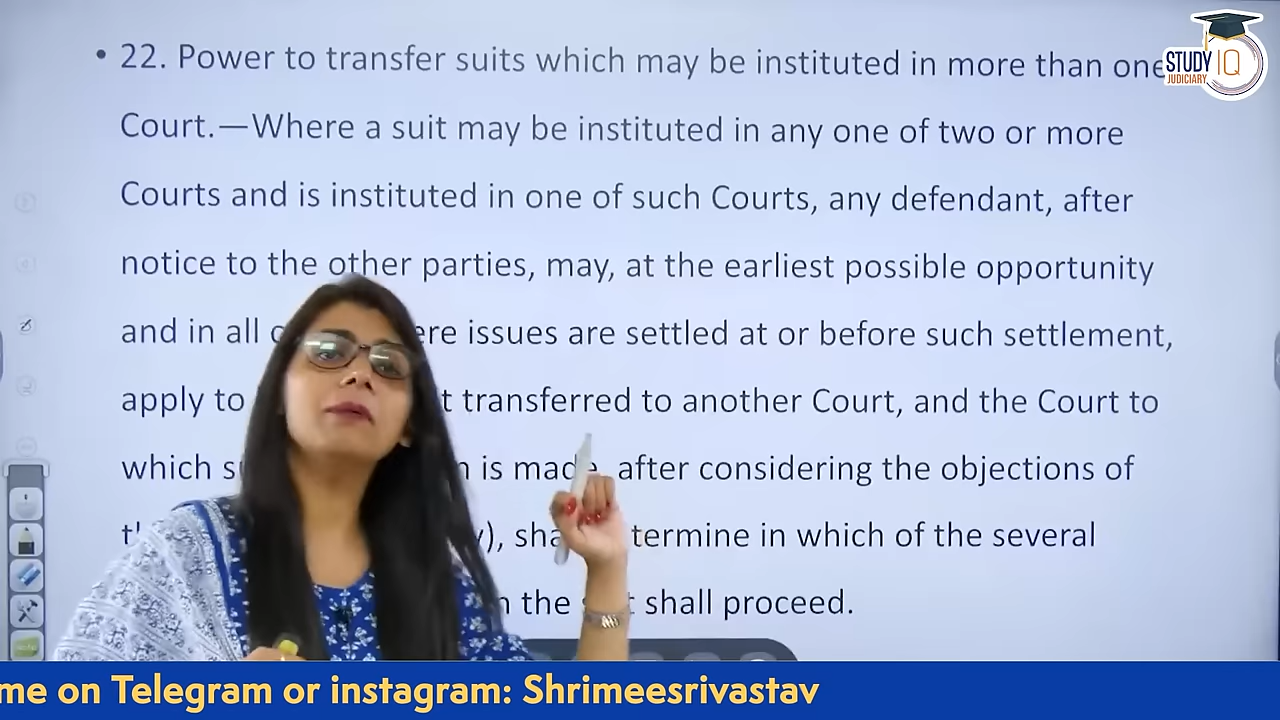 • 22. Power to transfer suits which may be instituted in more than one
Court.—Where a suit may be instituted in any one of two or more
Courts and is instituted in one of such Courts, any defendant, after
notice to the other parties, may, at the earliest possible opportunity
and in all ere issues are settled at or before such settlement,
apply to t transferred to another Court, and the Court to
which is made, after considering the objections of
termine in which of the several
the shall proceed.
STUDY IQ
JUDICIARY
me on Telegram or instagram: Shrimeesrivastav